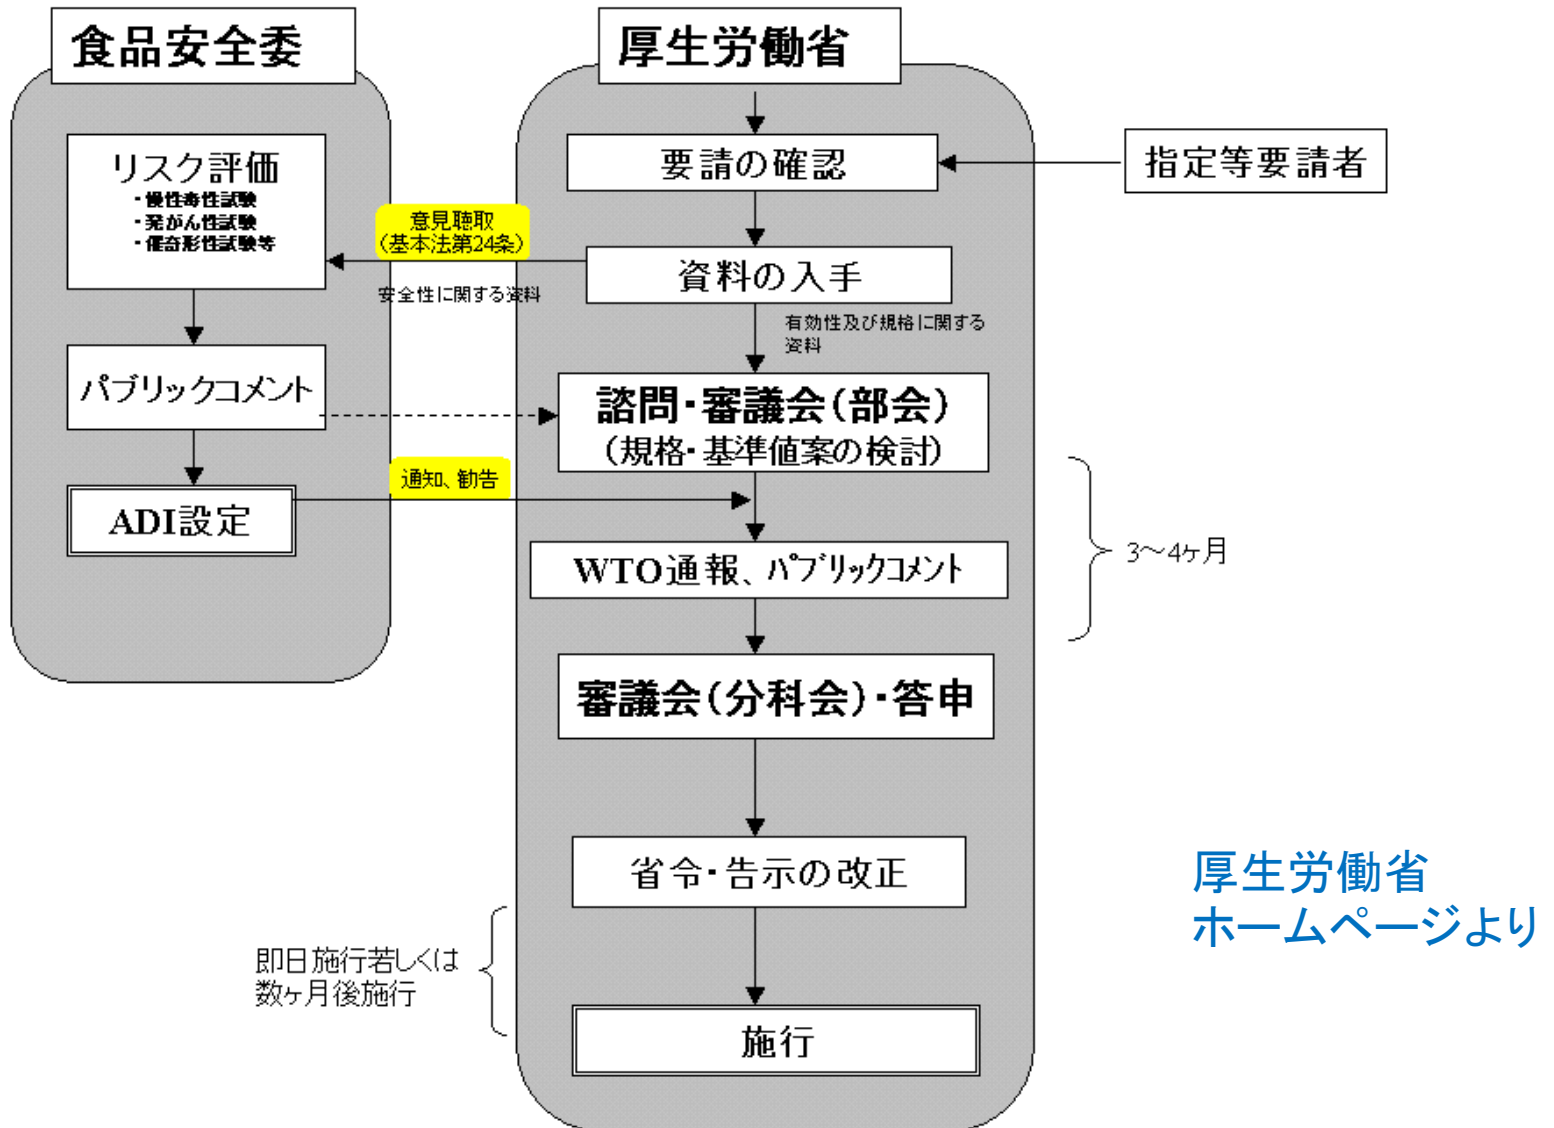 食品安全委
リスク評価
・慢性毒性試験
・発がん性試験
・催奇形性試験等
パブリックコメント
ADI設定
意見聴取
(基本法第24条)
安全性に関する資料
通知、勧告
厚生労働省
要請の確認
指定等要請者
資料の入手
有効性及び規格に関する
資料
諮問・審議会(部会)
(規格・基準値案の検討)
WTO通報、パブリックコメント
3～4ヶ月
審議会(分科会)・答申
省令・告示の改正
即日施行若しくは
数ヶ月後施行
施行
厚生労働省
ホームページより